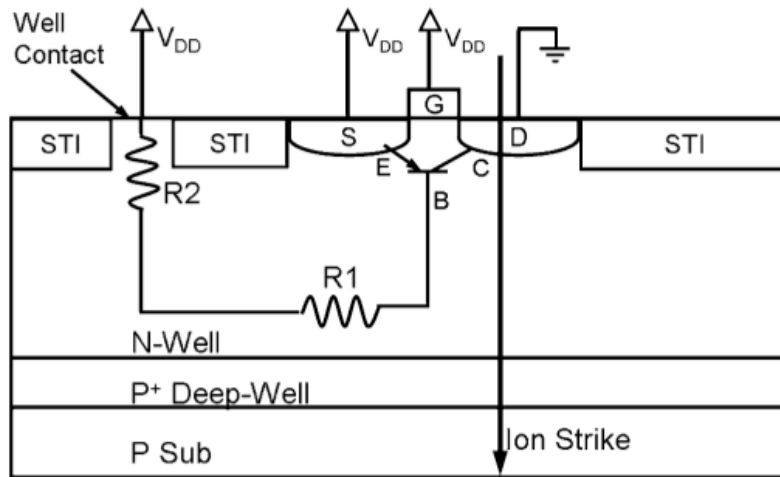 Well
Contact
VDD
VDD
VDD
G
STI
STI
S
D
STI
E
C
B
R2
R1
N-Well
P+ Deep-Well
P Sub
Ion Strike